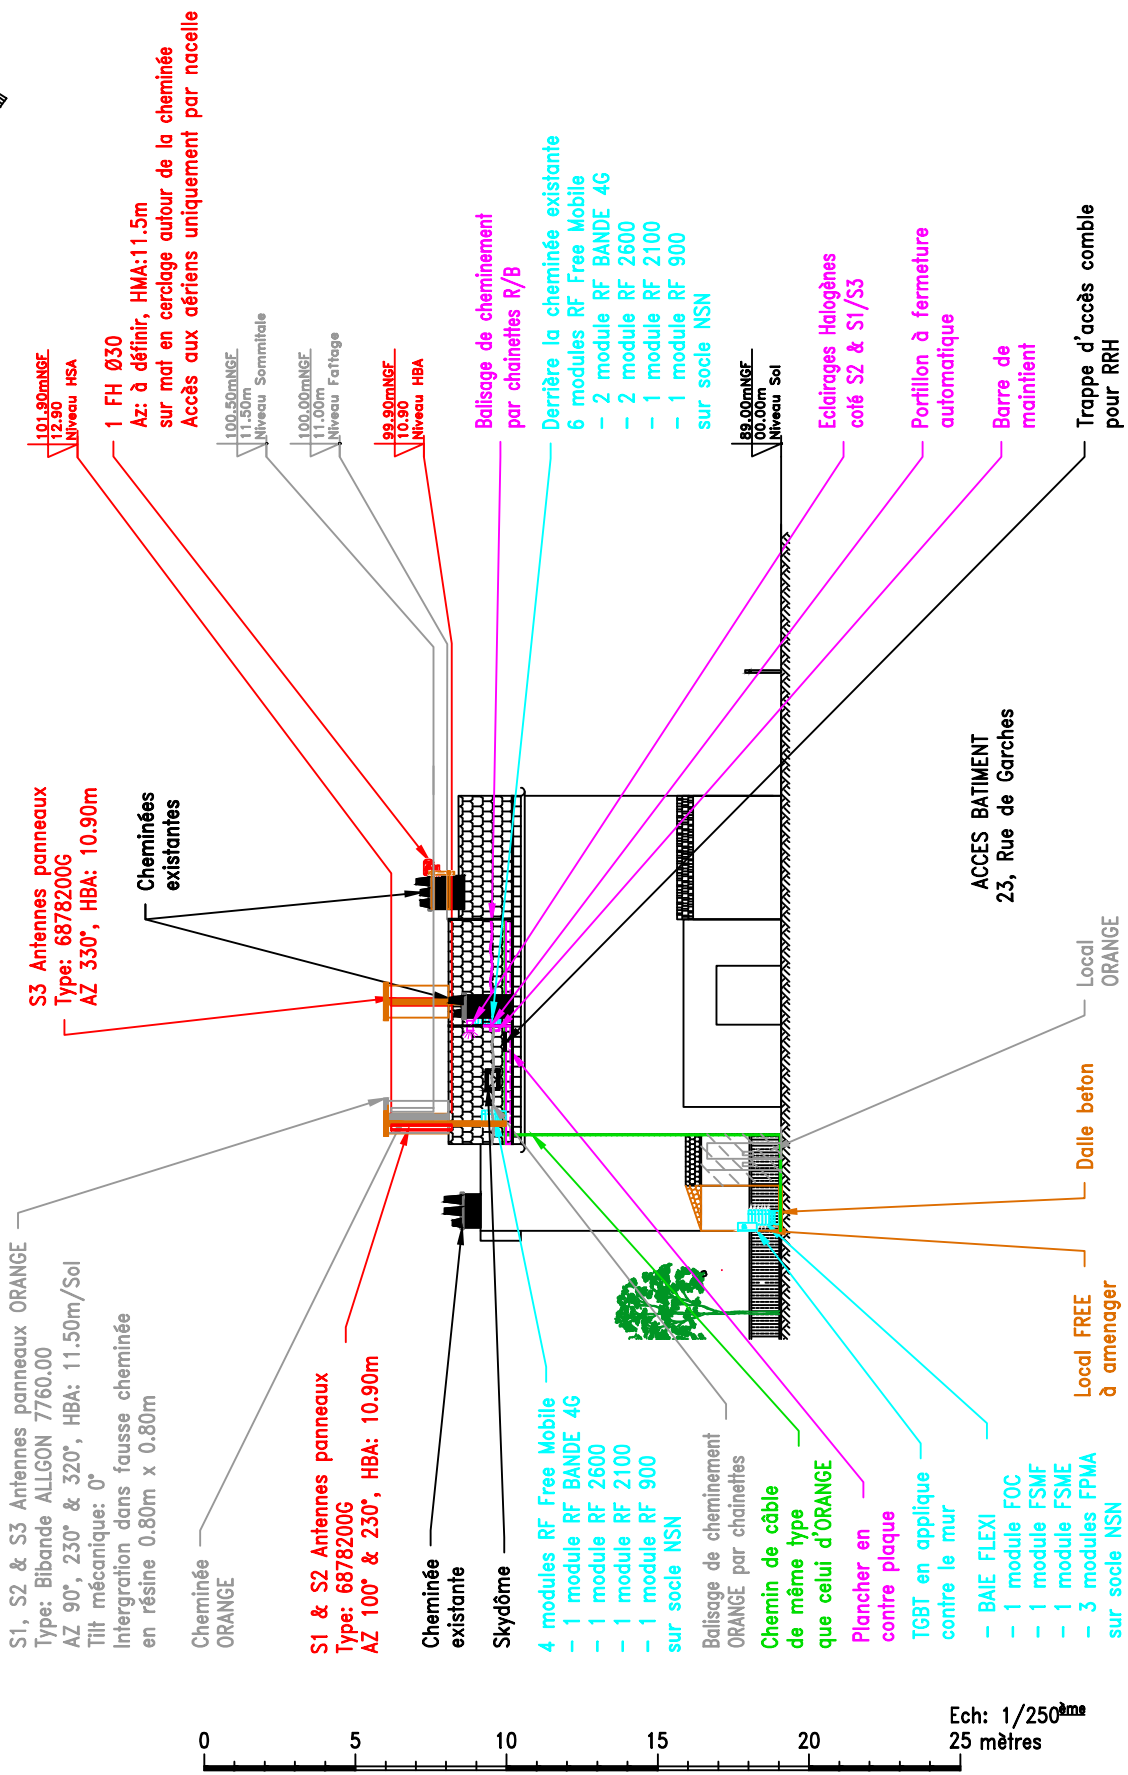 S1, S2 & S3 Antennes panneaux ORANGE
Type: Bibande ALLGON 7760.00
AZ 90°, 230° & 320°, HBA: 11.50m/Sol
Tilt mécanique: 0°
Intergration dans fausse cheminée
en résine 0.80m x 0.80m
Cheminée
ORANGE
S1 & S2 Antennes panneaux
Type: 6878200G
AZ 100° & 230°, HBA: 10.90m
Cheminée
existante
Skydôme
4 modules RF Free Mobile
- 1 module RF BANDE 4G
- 1 module RF 2600
- 1 module RF 2100
- 1 module RF 900
sur socle NSN
Balisage de cheminement
ORANGE par chainettes
Chemin de câble
de même type
que celui d'ORANGE
Plancher en
contre plaque
TGBT en applique
contre le mur
- BAIE FLEXI
- 1 module FOC
- 1 module FSMF
- 1 module FSME
- 3 modules FPMA
sur socle NSN
S3 Antennes panneaux
Type: 6878200G
AZ 330°, HBA: 10.90m
Cheminées
existantes
101.90mNGF
12.90
Niveau HSA
1 FH Ø30
Az: à définir, HMA:11.5m
sur mat en cerclage autour de la cheminée
Accès aux aériens uniquement par nacelle
100.50mNGF
11.50m
Niveau Sommitale
100.00mNGF
11.00m
Niveau Fattage
99.90mNGF
10.90
Niveau HBA
Balisage de cheminement
par chainettes R/B
Derrière la cheminée existante
6 modules RF Free Mobile
- 2 module RF BANDE 4G
- 2 module RF 2600
- 1 module RF 2100
- 1 module RF 900
sur socle NSN
89.00mNGF
00.00m
Niveau Sol
Eclairages Halogènes
coté S2 & S1/S3
Portillon à fermeture
automatique
Barre de
maintient
Trappe d'accès comble
pour RRH
ACCES BATIMENT
23, Rue de Garches
Local
ORANGE
Dalle beton
Local FREE
à amenager
Ech: 1/250ème
0
5
10
15
20
25
mètres